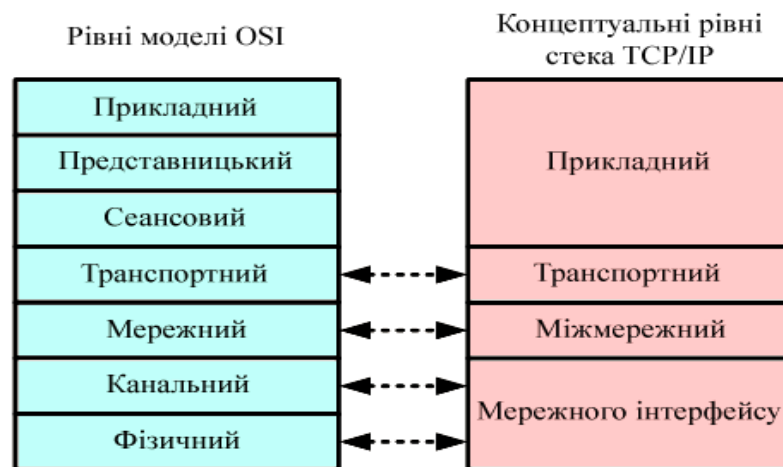 Рівні моделі OSI
Концептуальні рівні
стека TCP/IP
Прикладний
Представницький
Сеансовий
Транспортний
Мережний
Канальний
Фізичний
Прикладний
Транспортний
Міжмережний
Мережного інтерфейсу